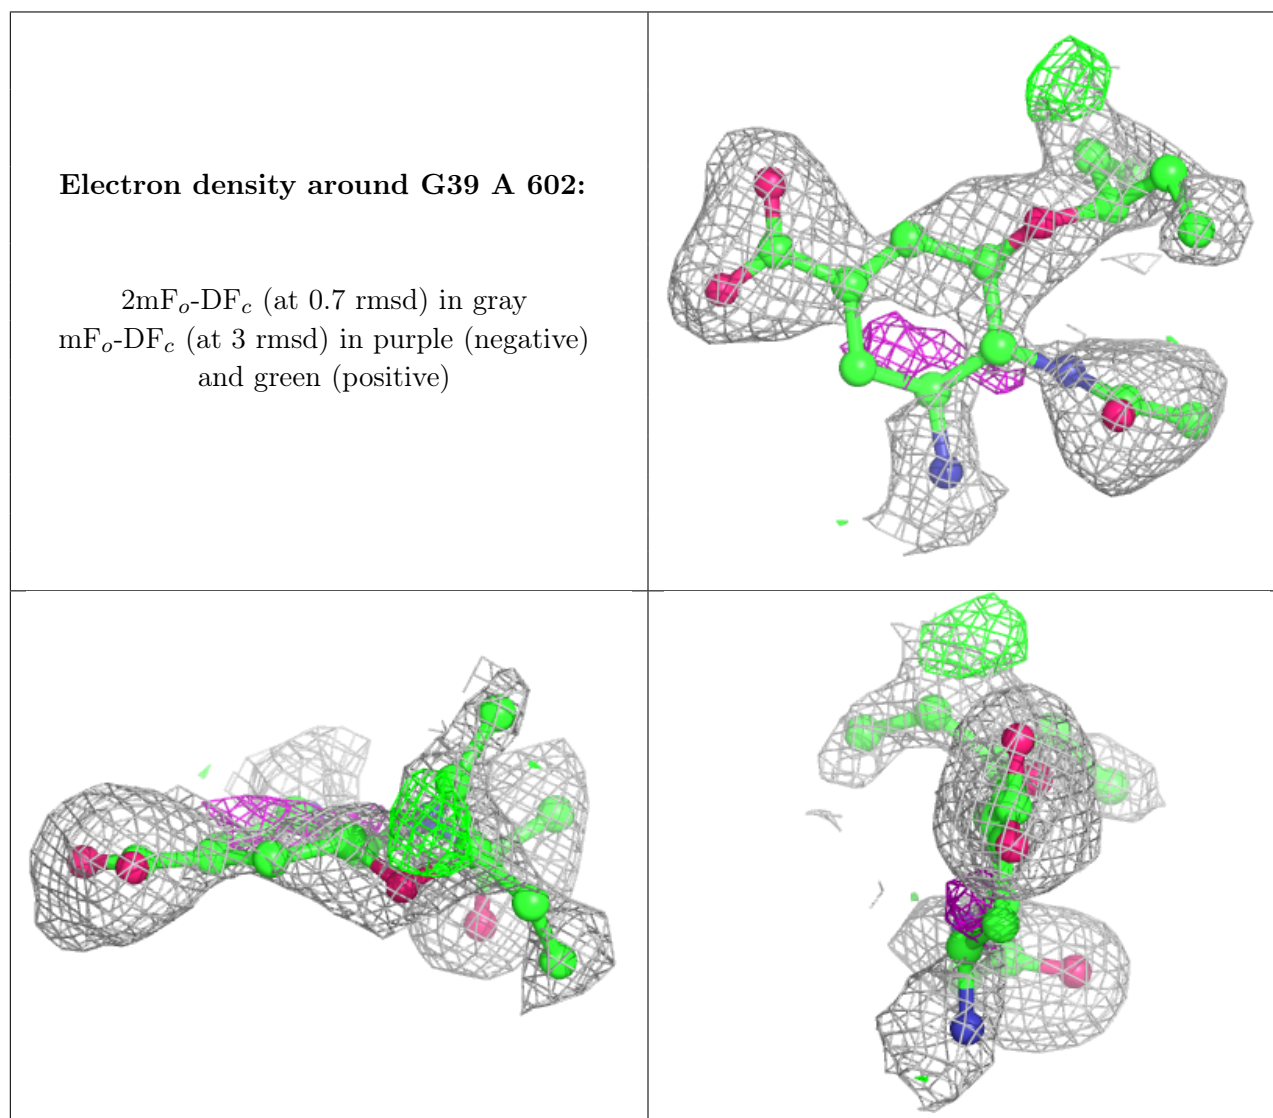 Electron density around G39 A 602:
2mFo-DFc (at 0.7 rmsd) in gray
mFo-DFc (at 3 rmsd) in purple (negative)
and green (positive)